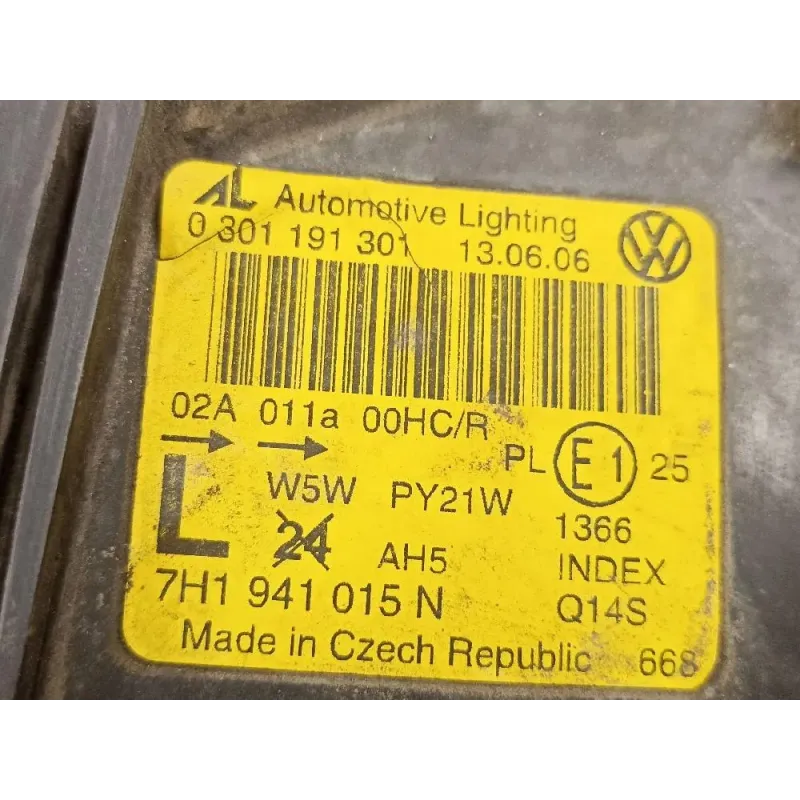 AL Automotive Lighting
0 301 191 301 13.06.06
VW
02A 011a 00HC/R
PL E1 25
L W5W PY21W 1366
24 AH5 INDEX
7H1 941 015 N Q14S
Made in Czech Republic 668